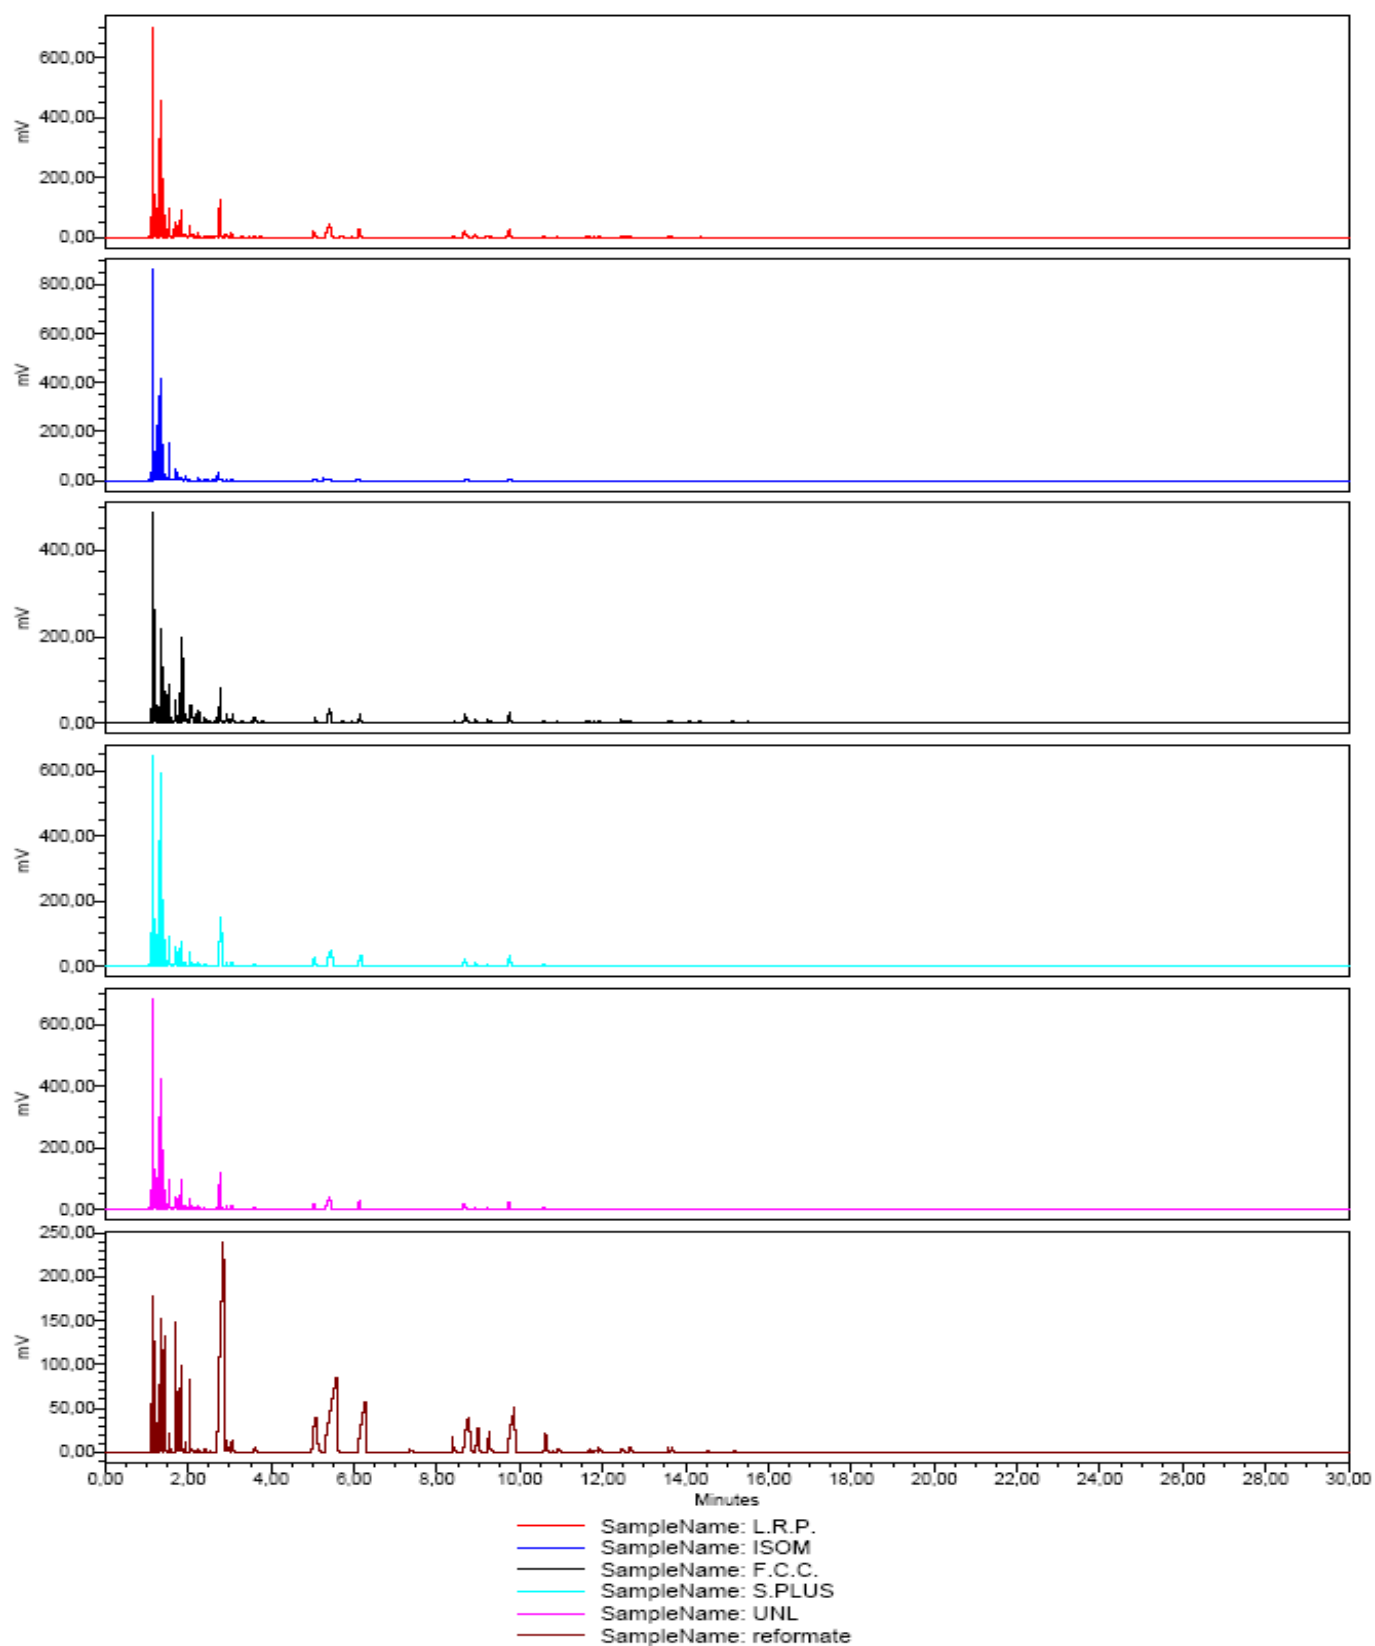 600,00
400,00
mV
200,00
0,00
800,00
600,00
mV
400,00
200,00
0,00
400,00
mV
200,00
0,00
600,00
400,00
mV
200,00
0,00
600,00
400,00
mV
200,00
0,00
250,00
200,00
150,00
mV
100,00
50,00
0,00
0,00 2,00 4,00 6,00 8,00 10,00 12,00 14,00 16,00 18,00 20,00 22,00 24,00 26,00 28,00 30,00
Minutes
SampleName: L.R.P.
SampleName: ISOM
SampleName: F.C.C.
SampleName: S.PLUS
SampleName: UNL
SampleName: reformate